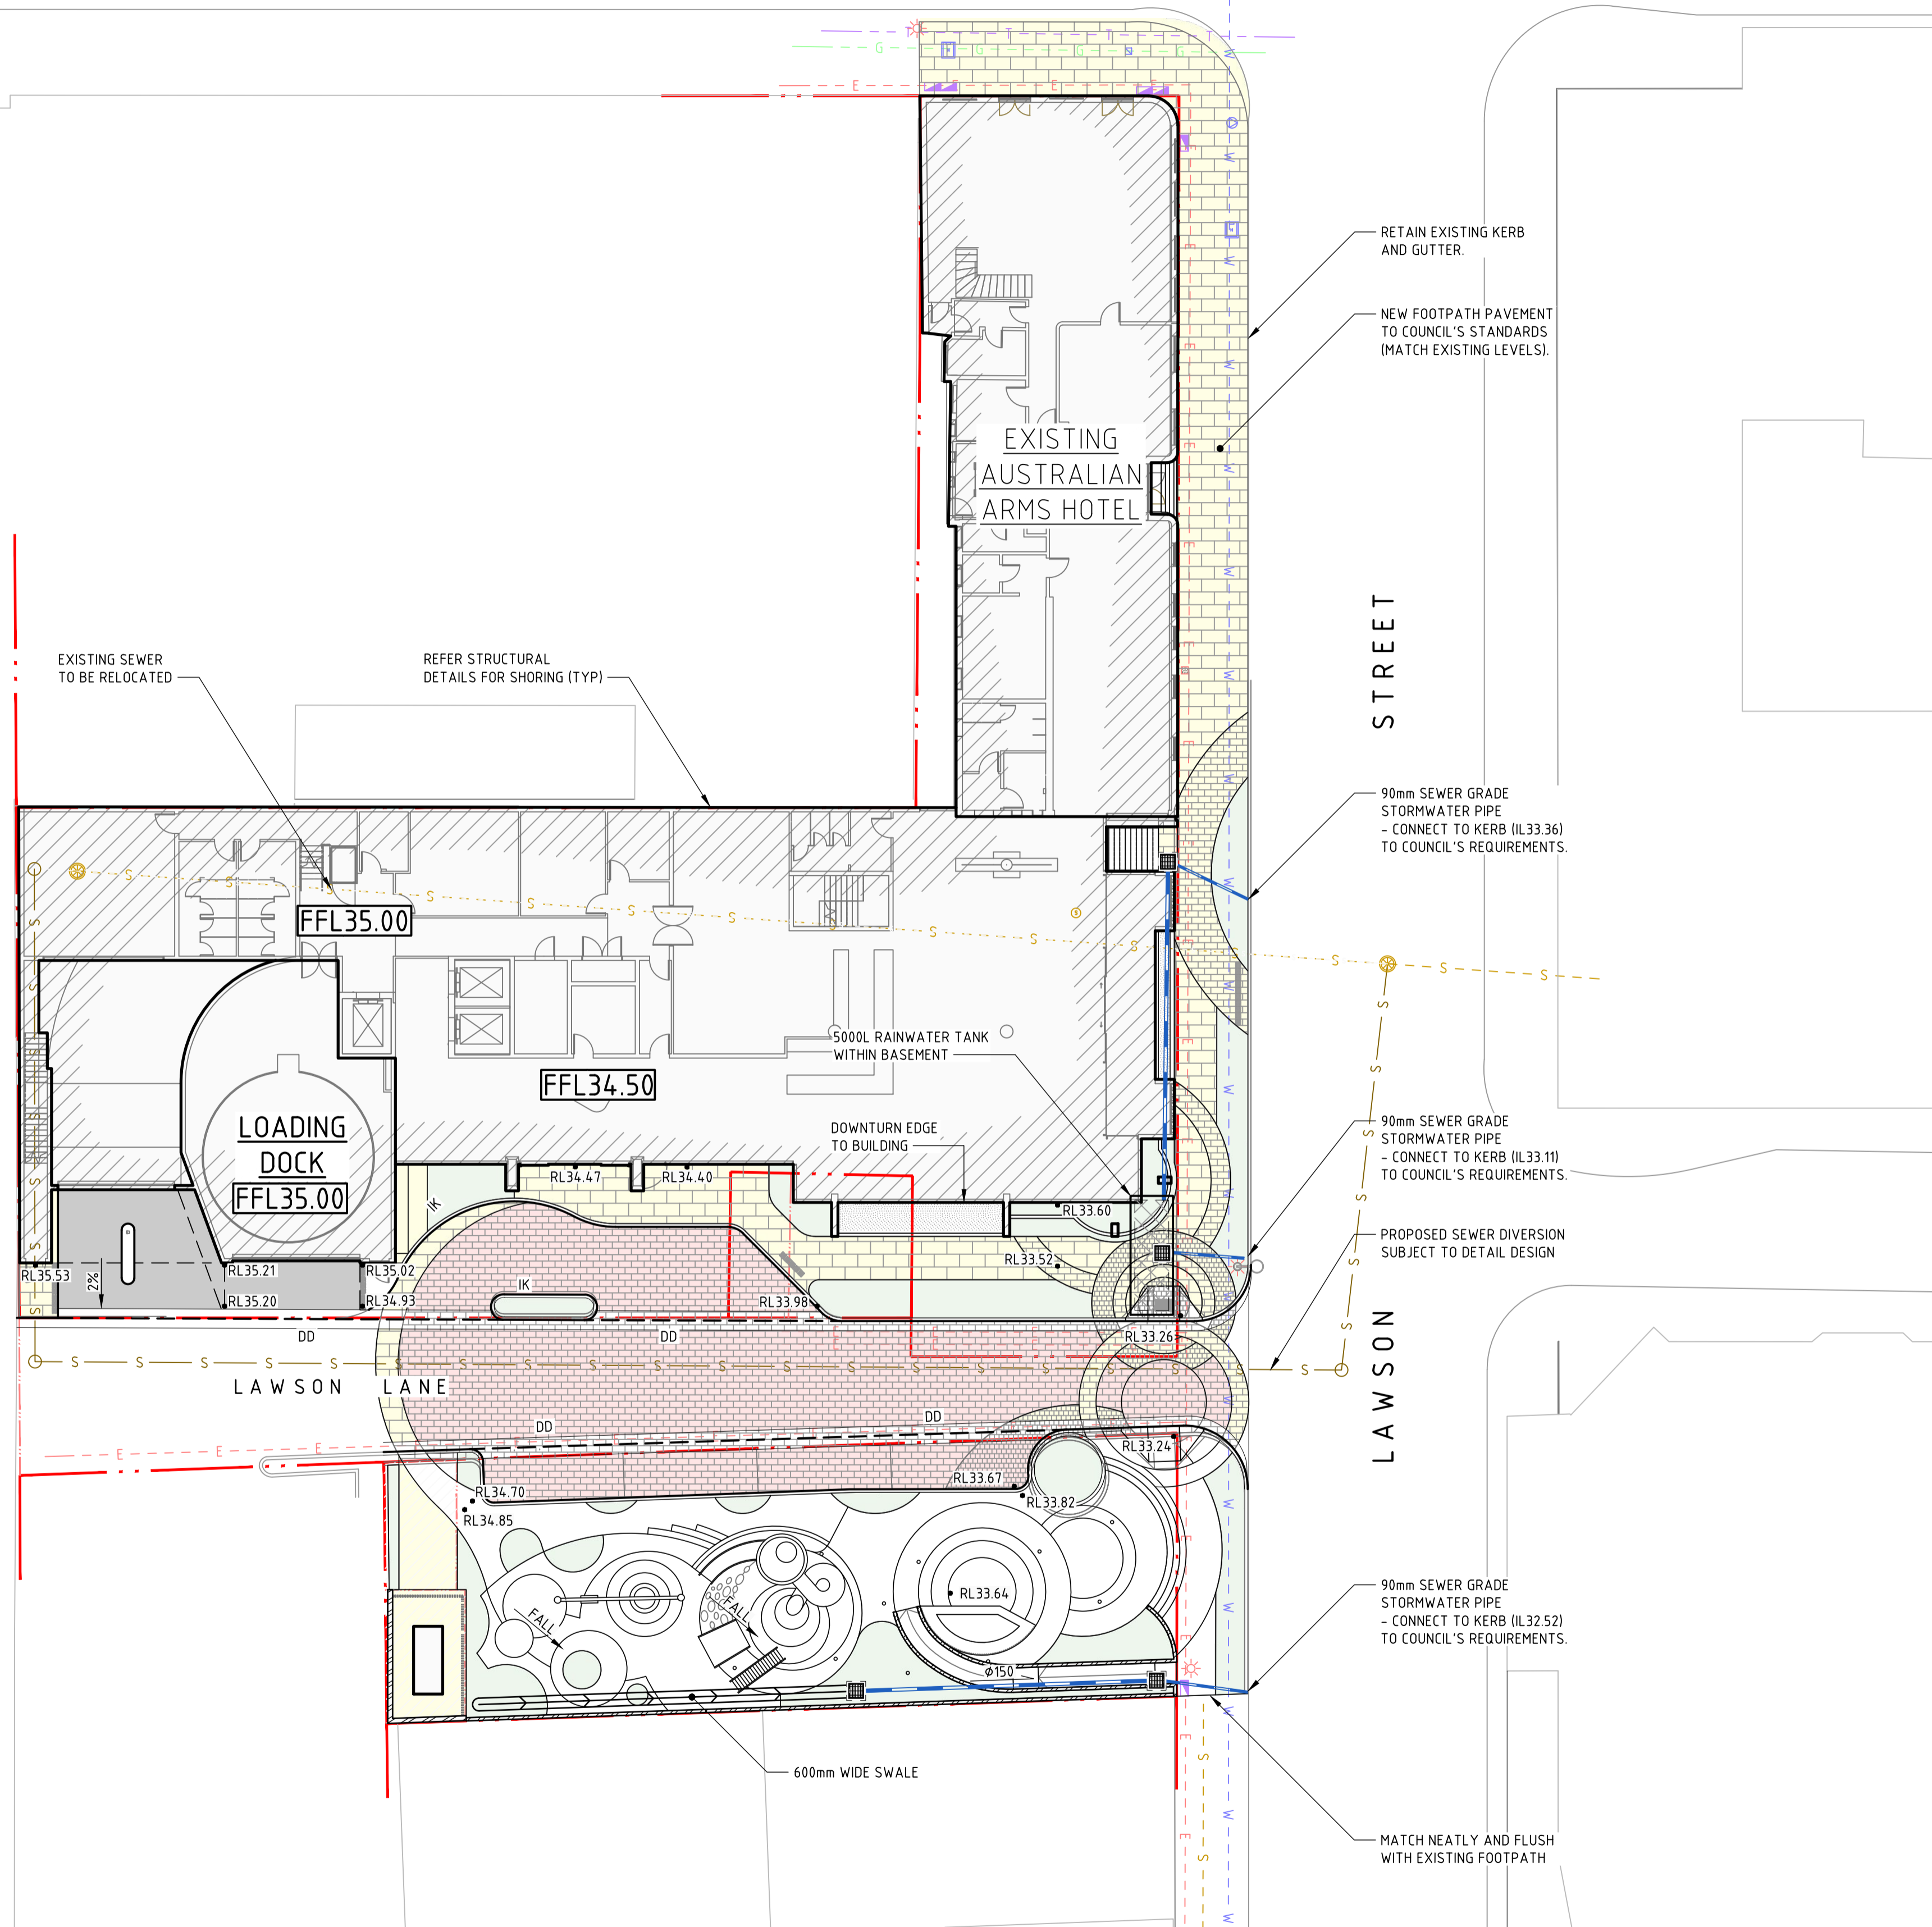 T T T
G G G G
E E E
RETAIN EXISTING KERB
AND GUTTER.
NEW FOOTPATH PAVEMENT
TO COUNCIL'S STANDARDS
(MATCH EXISTING LEVELS).
EXISTING
AUSTRALIAN
ARMS HOTEL
STREET
EXISTING SEWER
TO BE RELOCATED
REFER STRUCTURAL
DETAILS FOR SHORING (TYP)
90mm SEWER GRADE
STORMWATER PIPE
- CONNECT TO KERB (IL33.36)
TO COUNCIL'S REQUIREMENTS.
S S S S S S S S S S S S S
FFL35.00
5000L RAINWATER TANK
WITHIN BASEMENT
FFL34.50
LOADING
DOCK
FFL35.00
DOWNTURN EDGE
TO BUILDING
90mm SEWER GRADE
STORMWATER PIPE
- CONNECT TO KERB (IL33.11)
TO COUNCIL'S REQUIREMENTS.
RL34.47
RL34.40
IK
RL33.60
PROPOSED SEWER DIVERSION
SUBJECT TO DETAIL DESIGN
RL33.52
RL35.53
2%
RL35.21
RL35.02
IK
RL35.20
RL34.93
RL33.98
DD
DD
RL33.26
S S S S S S S S S S S S S S S S S S S S
LAWSON LANE
LAWSON
DD
DD
E E E
RL33.24
RL33.67
RL34.70
RL33.82
RL34.85
RL33.64
FALL
FALL
90mm SEWER GRADE
STORMWATER PIPE
- CONNECT TO KERB (IL32.52)
TO COUNCIL'S REQUIREMENTS.
Φ150
600mm WIDE SWALE
MATCH NEATLY AND FLUSH
WITH EXISTING FOOTPATH